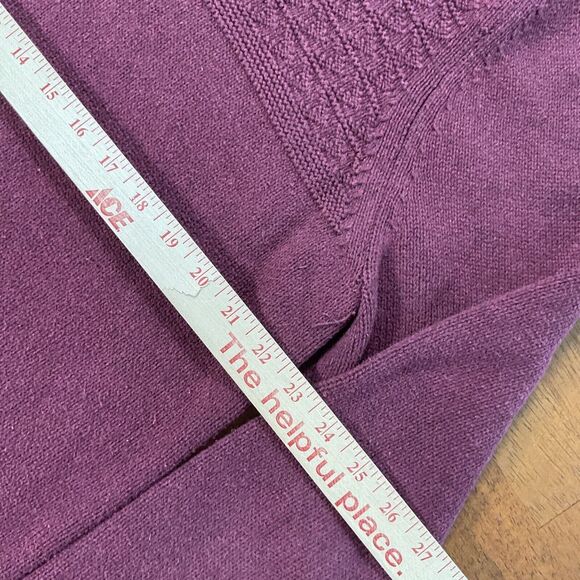 14 15 16 17 18 19 20 21 22 23 24 25 26 27
ACE
The helpful place.